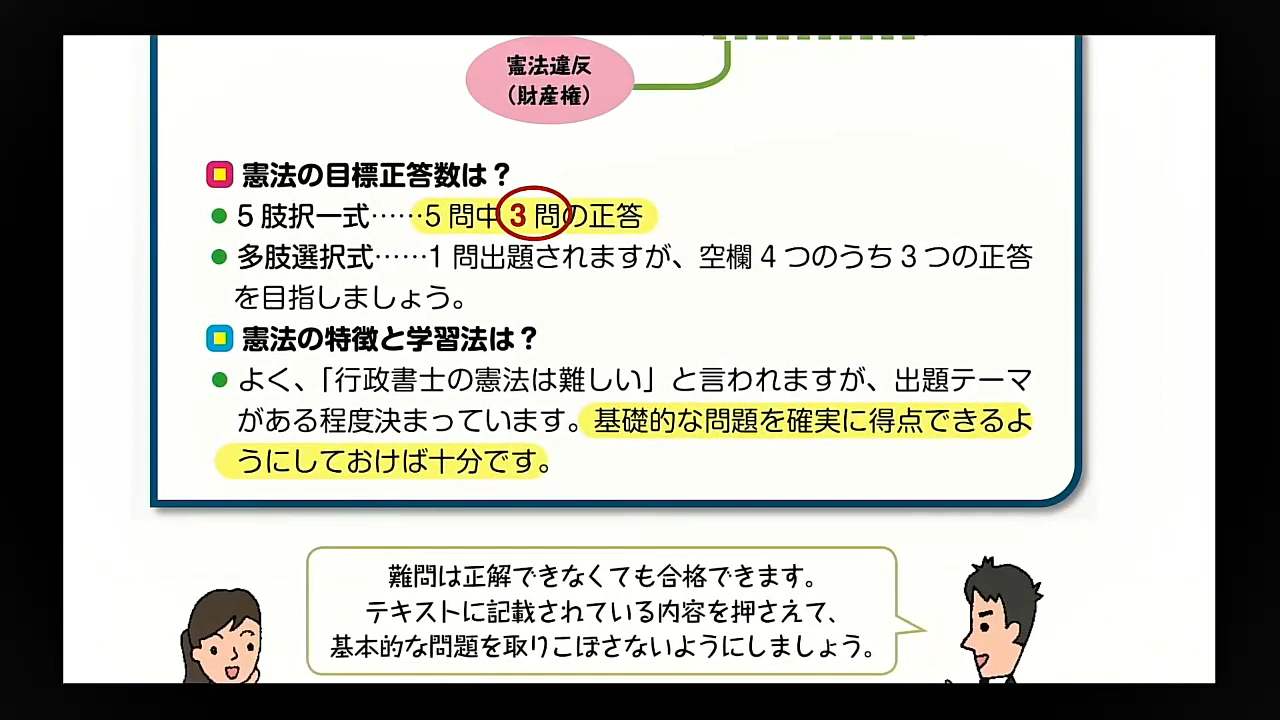 憲法違反
（財産権）
憲法の目標正答数は？
●５肢択一式……５問中３問の正答
●多肢選択式……１問出題されますが、空欄４つのうち３つの正答
を目指しましょう。
憲法の特徴と学習法は？
●よく、「行政書士の憲法は難しい」と言われますが、出題テーマ
がある程度決まっています。基礎的な問題を確実に得点できるよ
うにしておけば十分です。
難問は正解できなくても合格できます。
テキストに記載されている内容を押さえて、
基本的な問題を取りこぼさないようにしましょう。